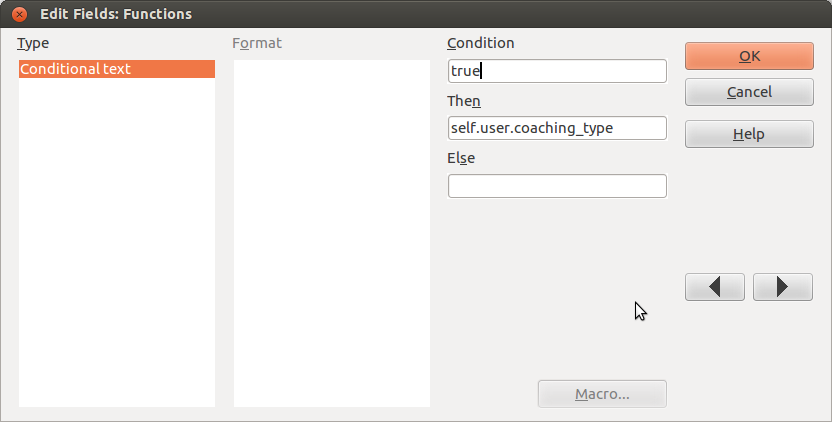 Edit Fields: Functions
Type
Conditional text
Format
Condition
true
Then
self.user.coaching_type
Else
OK
Cancel
Help
Macro...